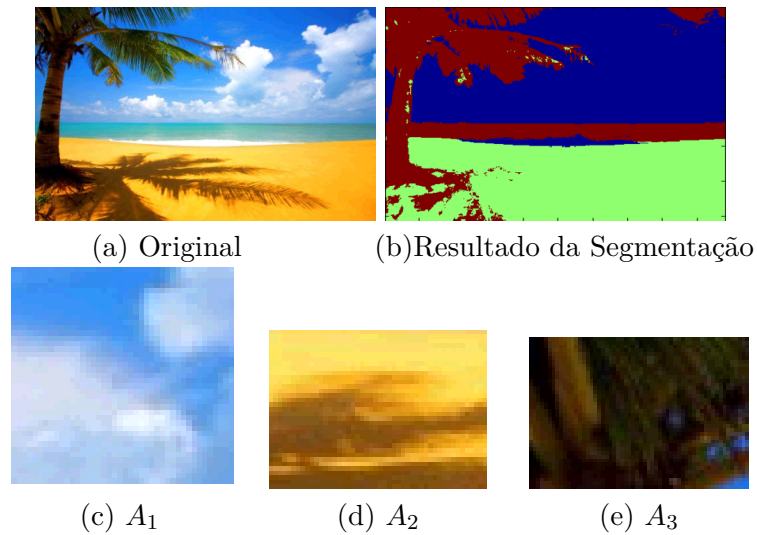 (a) Original
(b)Resultado da Segmentação
(c) A₁
(d) A₂
(e) A₃